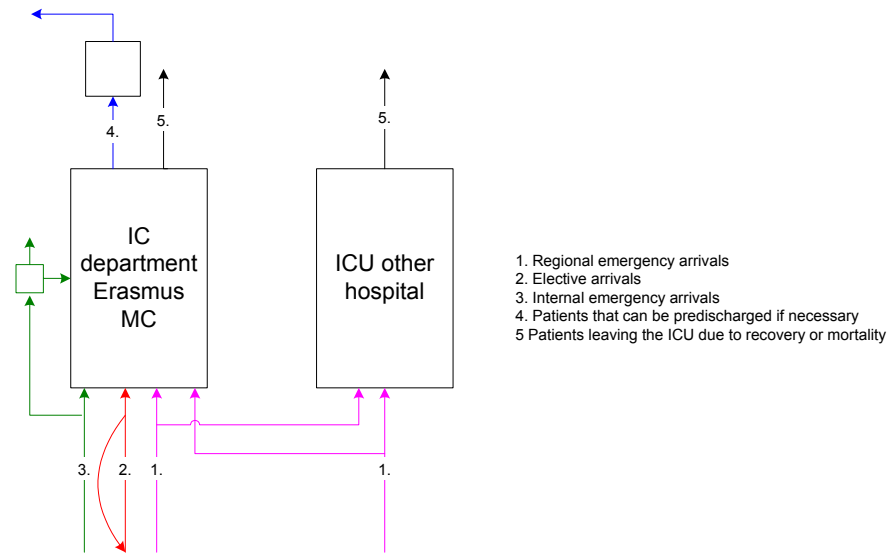 4.
5.
5.
IC
department
Erasmus
MC
ICU other
hospital
1. Regional emergency arrivals
2. Elective arrivals
3. Internal emergency arrivals
4. Patients that can be predischarged if necessary
5 Patients leaving the ICU due to recovery or mortality
3.
2.
1.
1.